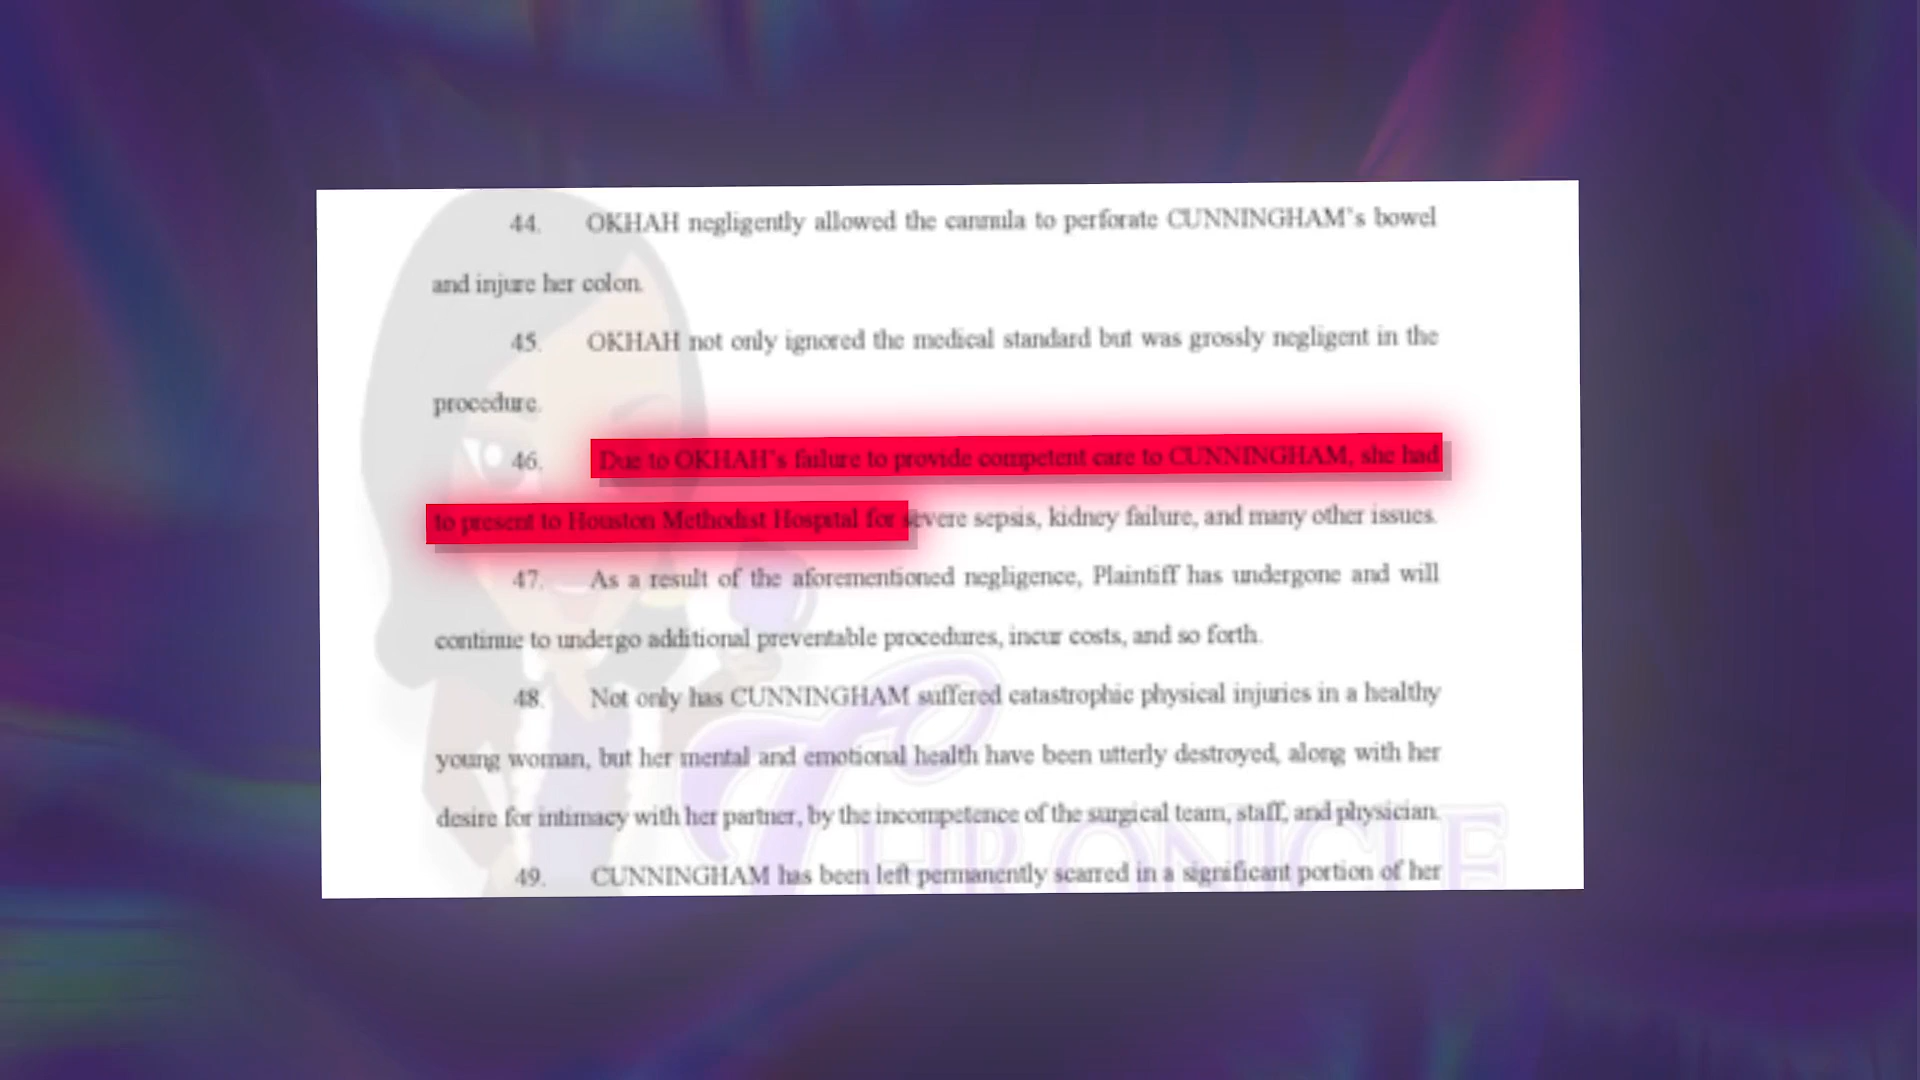 44. OKHAH negligently allowed the cannula to perforate CUNNINGHAM's bowel
and injure her colon.
45. OKHAH not only ignored the medical standard but was grossly negligent in the
procedure.
46. Due to OKHAH's failure to provide competent care to CUNNINGHAM, she had
to present to Houston Methodist Hospital for severe sepsis, kidney failure, and many other issues.
47. As a result of the aforementioned negligence, Plaintiff has undergone and will
continue to undergo additional preventable procedures, incur costs, and so forth.
48. Not only has CUNNINGHAM suffered catastrophic physical injuries in a healthy
young woman, but her mental and emotional health have been utterly destroyed, along with her
desire for intimacy with her partner, by the incompetence of the surgical team, staff, and physician.
49. CUNNINGHAM has been left permanently scarred in a significant portion of her
CHRONICLE